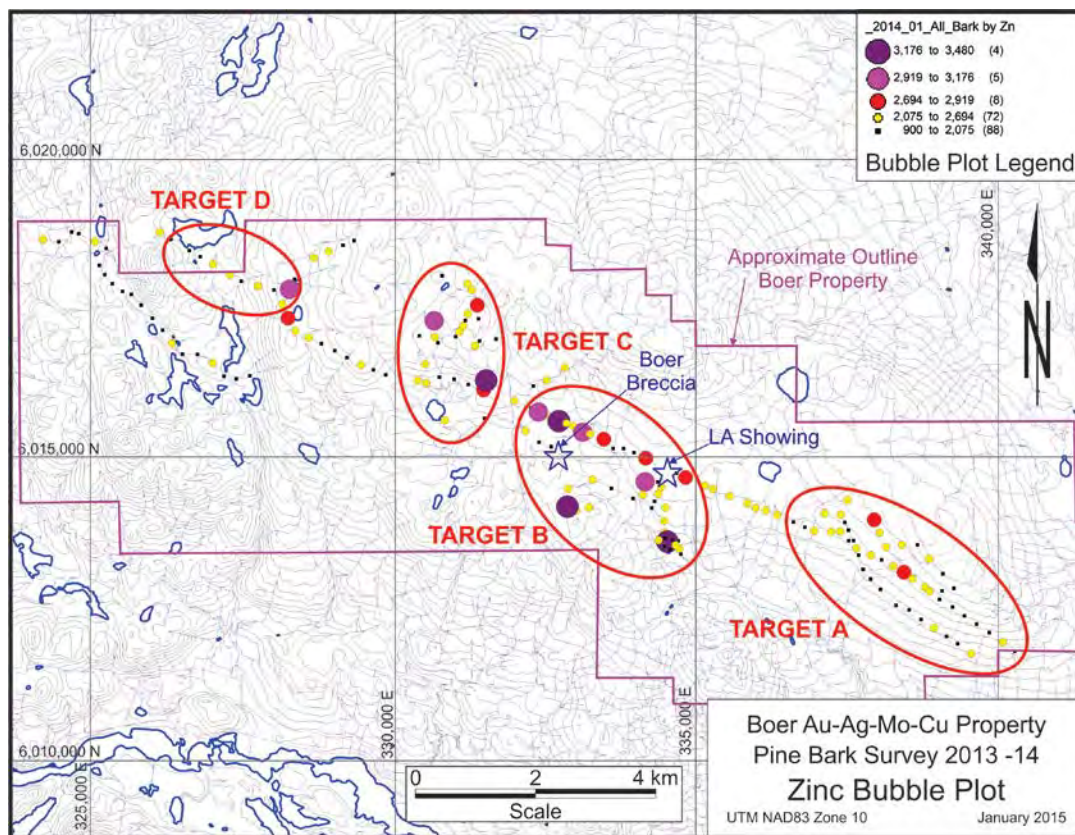 _2014_01_All_Bark by Zn
3,176 to 3,480 (4)
2,919 to 3,176 (5)
2,694 to 2,919 (8)
2,075 to 2,694 (72)
900 to 2,075 (88)
Bubble Plot Legend
6,020,000 N
TARGET D
340,000 E
Approximate Outline
Boer Property
TARGET C
Boer
Breccia
LA Showing
N
6,015,000 N
TARGET B
TARGET A
330,000 E
335,000 E
6,010,000 N
325,000 E
0 2 4 km
Scale
Boer Au-Ag-Mo-Cu Property
Pine Bark Survey 2013 -14
Zinc Bubble Plot
UTM NAD83 Zone 10 January 2015